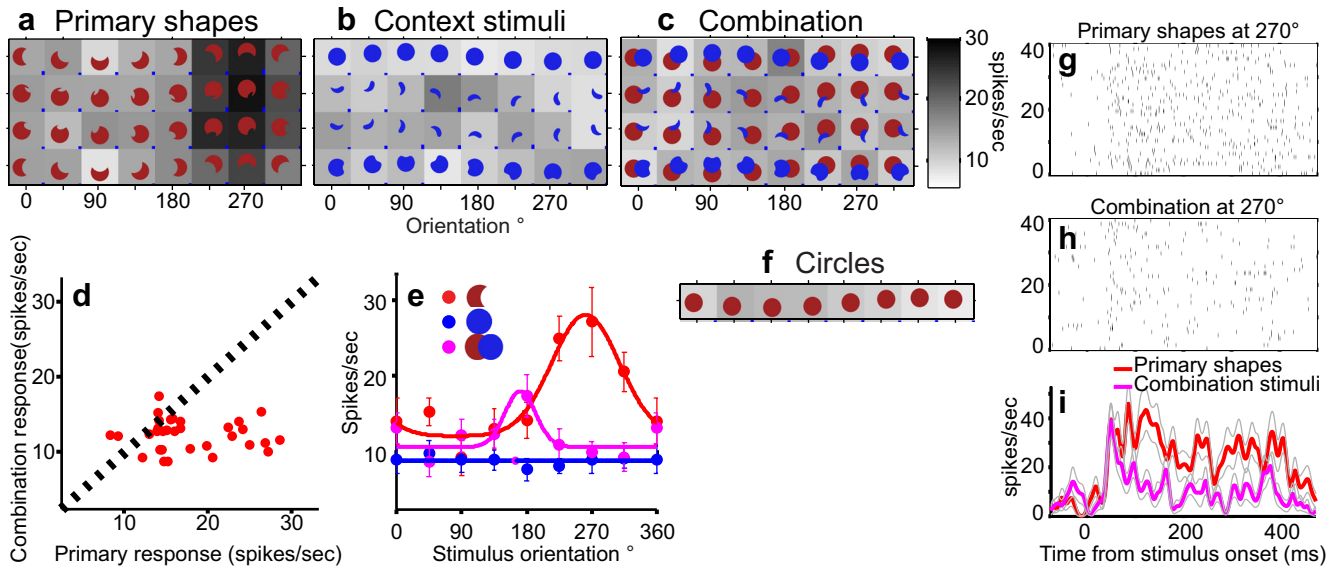 a Primary shapes
b Context stimuli
c Combination
0 90 180 270
0 90 180 270
0 90 180 270
Orientation °
30
20
10
spikes/sec
g
Primary shapes at 270°
40
20
0
h
Combination at 270°
40
20
0
d
Combination response(spikes/sec)
30
20
10
10 20 30
Primary response (spikes/sec)
e
Spikes/sec
30
20
10
0 90 180 270 360
Stimulus orientation °
f Circles
i
Primary shapes
Combination stimuli
spikes/sec
40
20
0
0 200 400
Time from stimulus onset (ms)